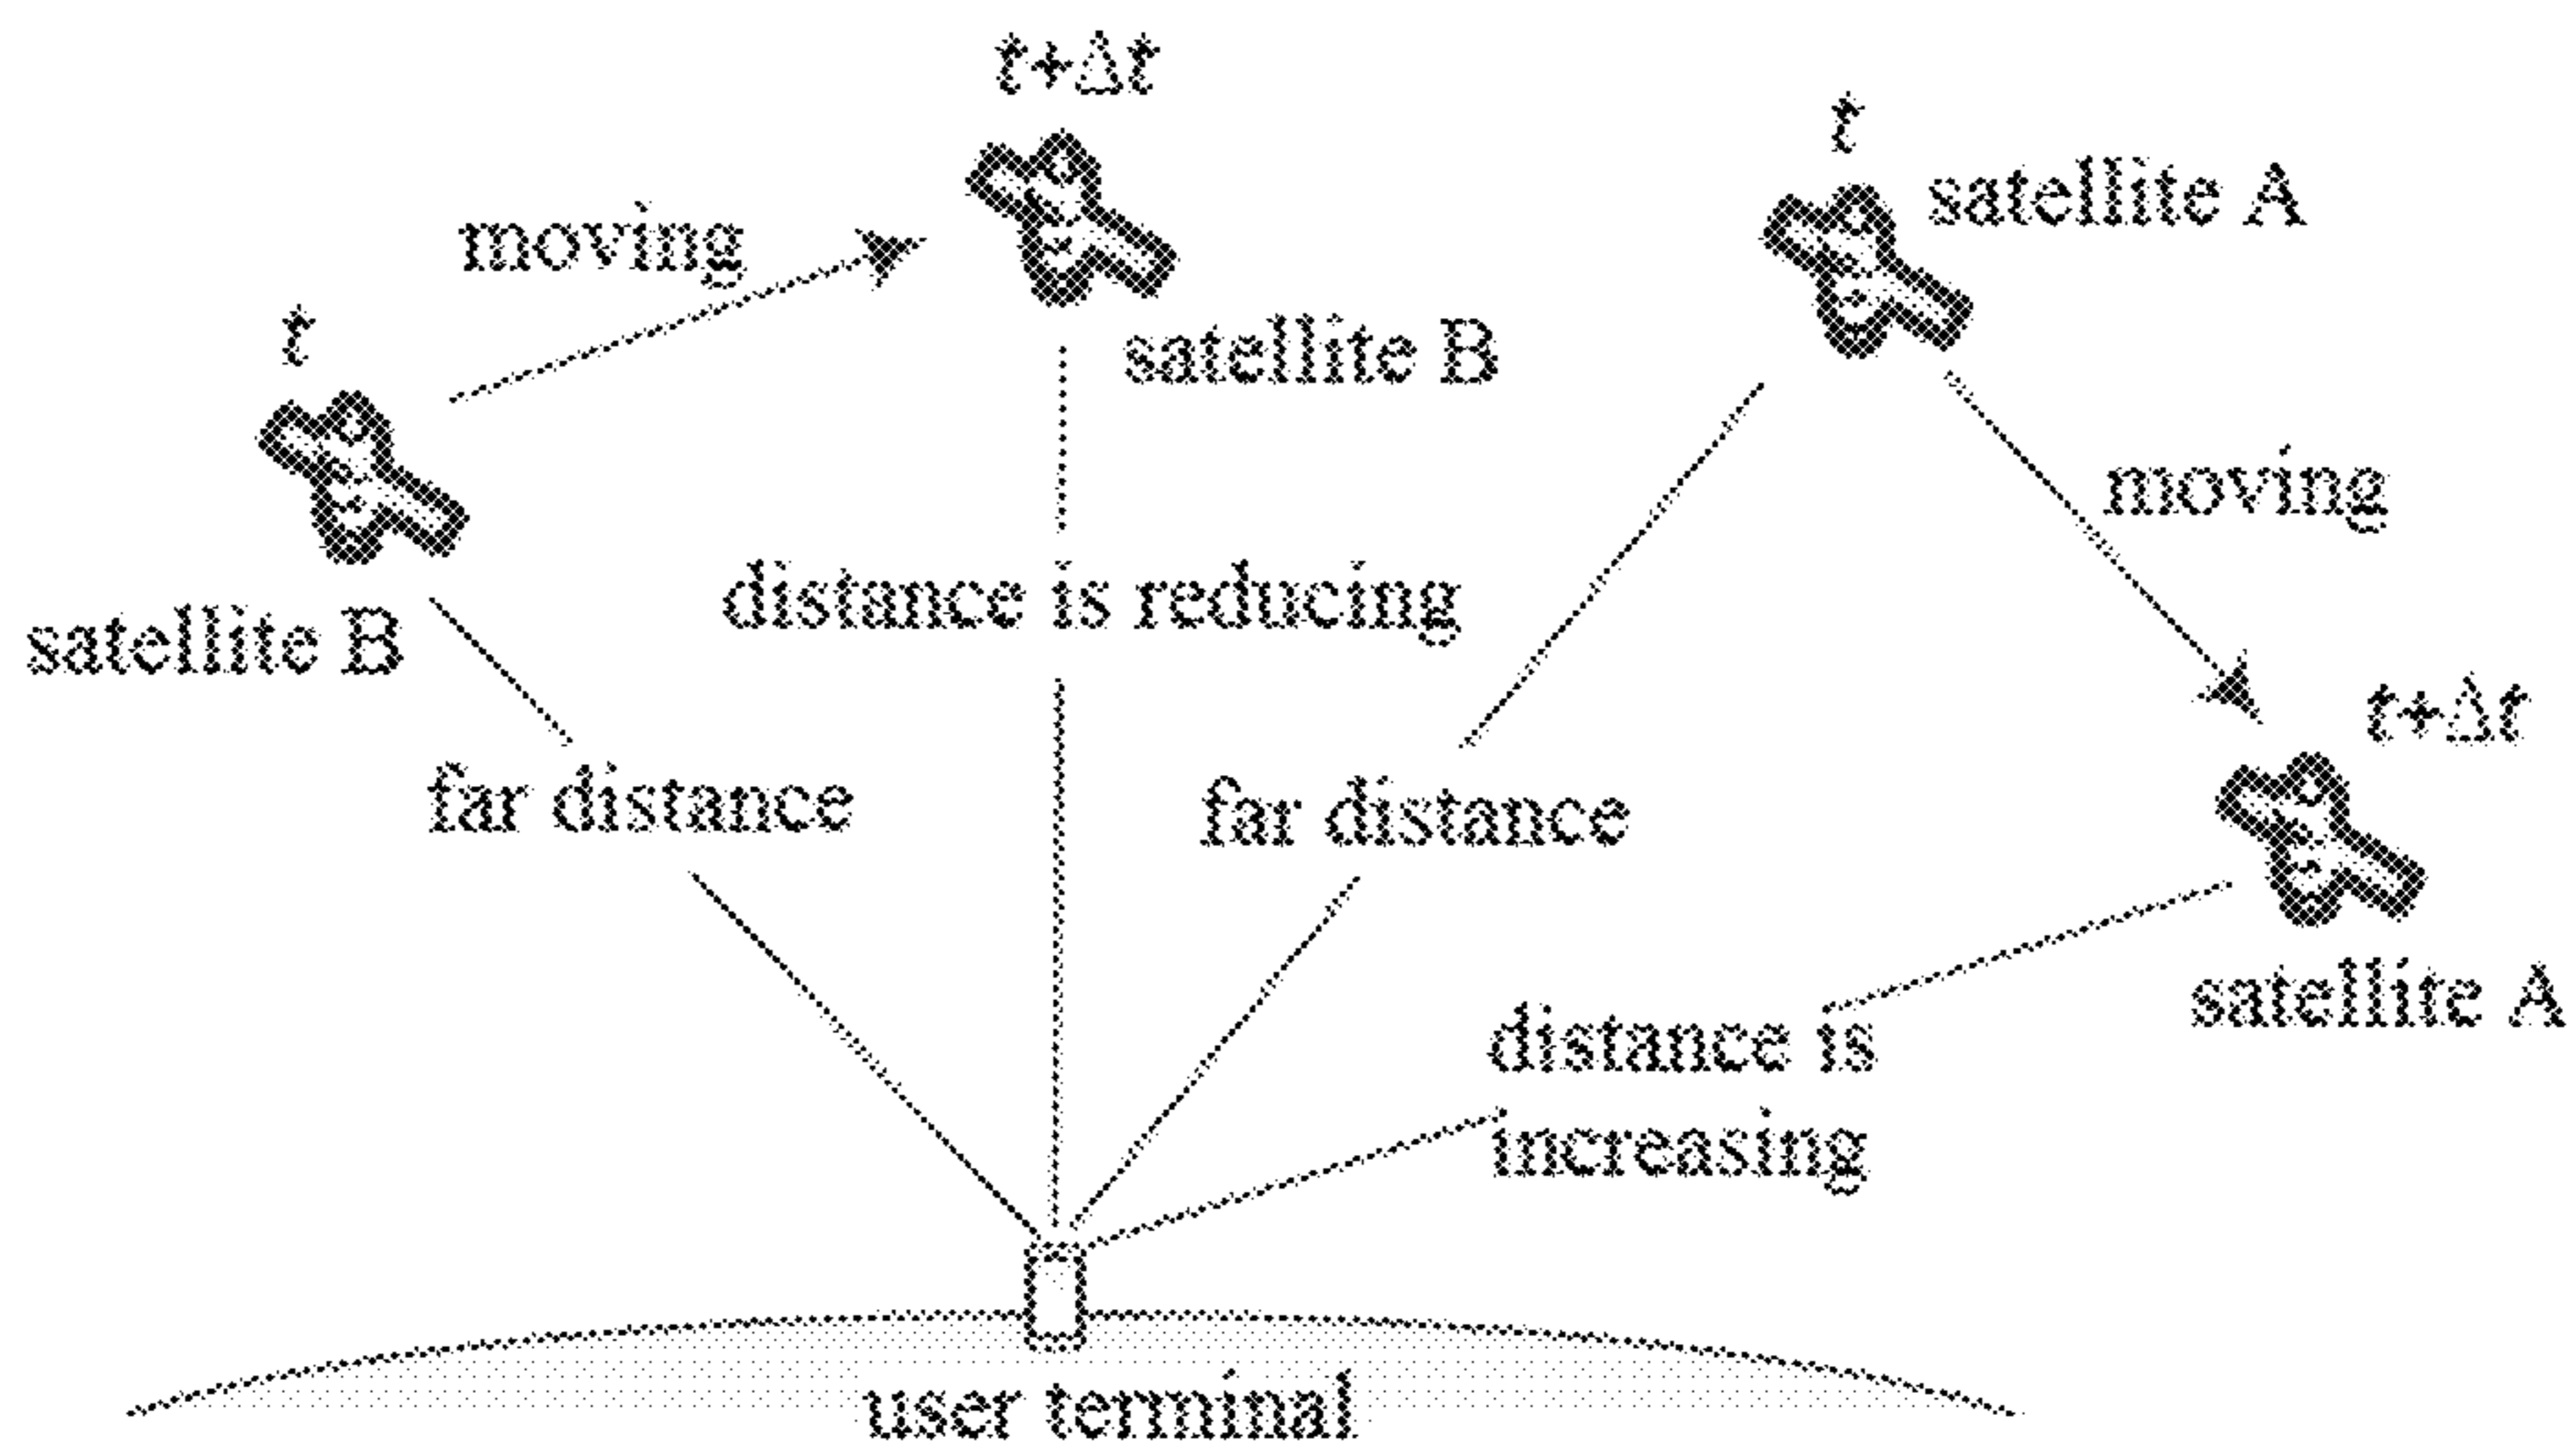 t+Δt
t
satellite A
moving
t
satellite B
moving
satellite B
distance is reducing
t+Δt
far distance
far distance
satellite A
distance is
increasing
user terminal